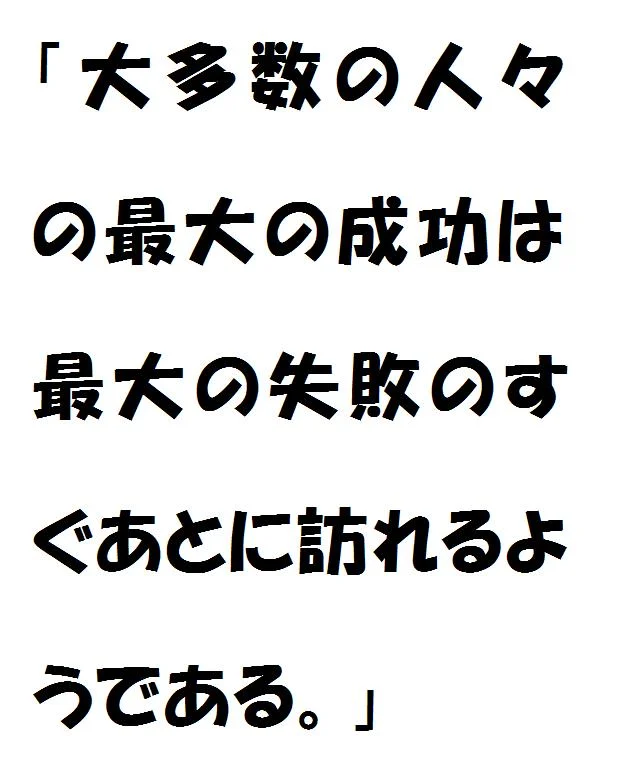 「大多数の人々
の最大の成功は
最大の失敗のす
ぐあとに訪れるよ
うである。」